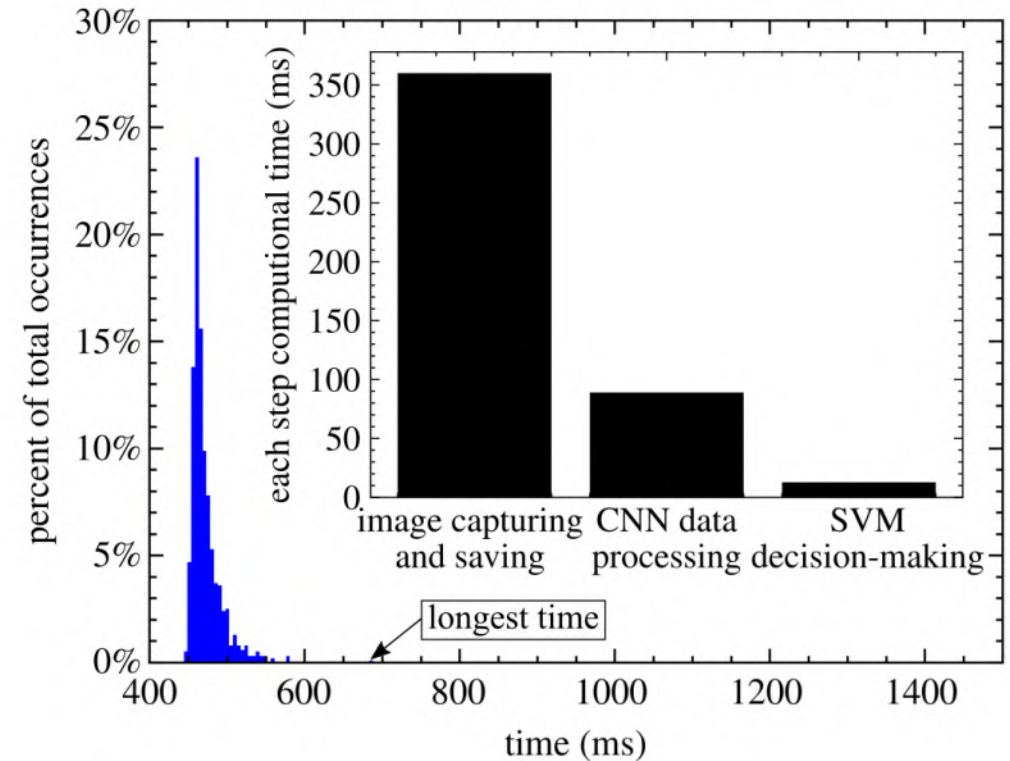 30%
25%
20%
15%
10%
5%
0%
percent of total occurrences
400
600
800
1000
1200
1400
time (ms)
350
300
250
200
150
100
50
0
each step computional time (ms)
image capturing
and saving
CNN data
processing
SVM
decision-making
longest time